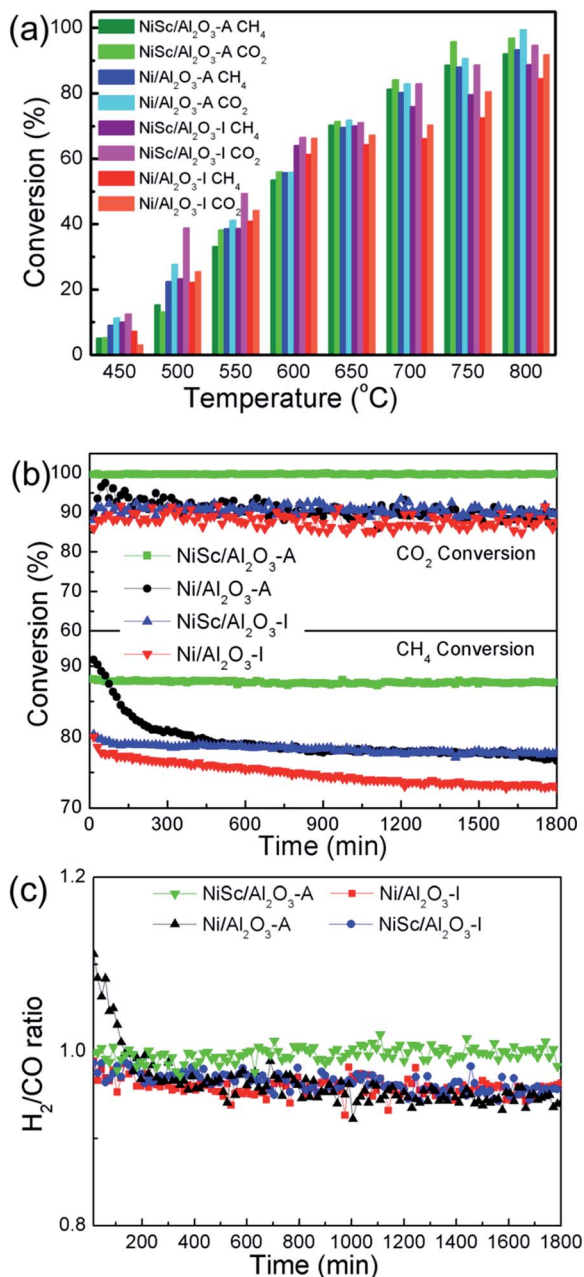 (a)
100
80
60
40
20
0
Conversion (%)
NiSc/Al₂O₃-A CH₄
NiSc/Al₂O₃-A CO₂
Ni/Al₂O₃-A CH₄
Ni/Al₂O₃-A CO₂
NiSc/Al₂O₃-I CH₄
NiSc/Al₂O₃-I CO₂
Ni/Al₂O₃-I CH₄
Ni/Al₂O₃-I CO₂
450 500 550 600 650 700 750 800
Temperature (°C)
(b)
100
90
80
70
60
90
80
70
Conversion (%)
CO₂ Conversion
NiSc/Al₂O₃-A
Ni/Al₂O₃-A
NiSc/Al₂O₃-I
Ni/Al₂O₃-I
CH₄ Conversion
0 300 600 900 1200 1500 1800
Time (min)
(c)
1.2
1.0
0.8
H₂/CO ratio
NiSc/Al₂O₃-A Ni/Al₂O₃-I
Ni/Al₂O₃-A NiSc/Al₂O₃-I
200 400 600 800 1000 1200 1400 1600 1800
Time (min)